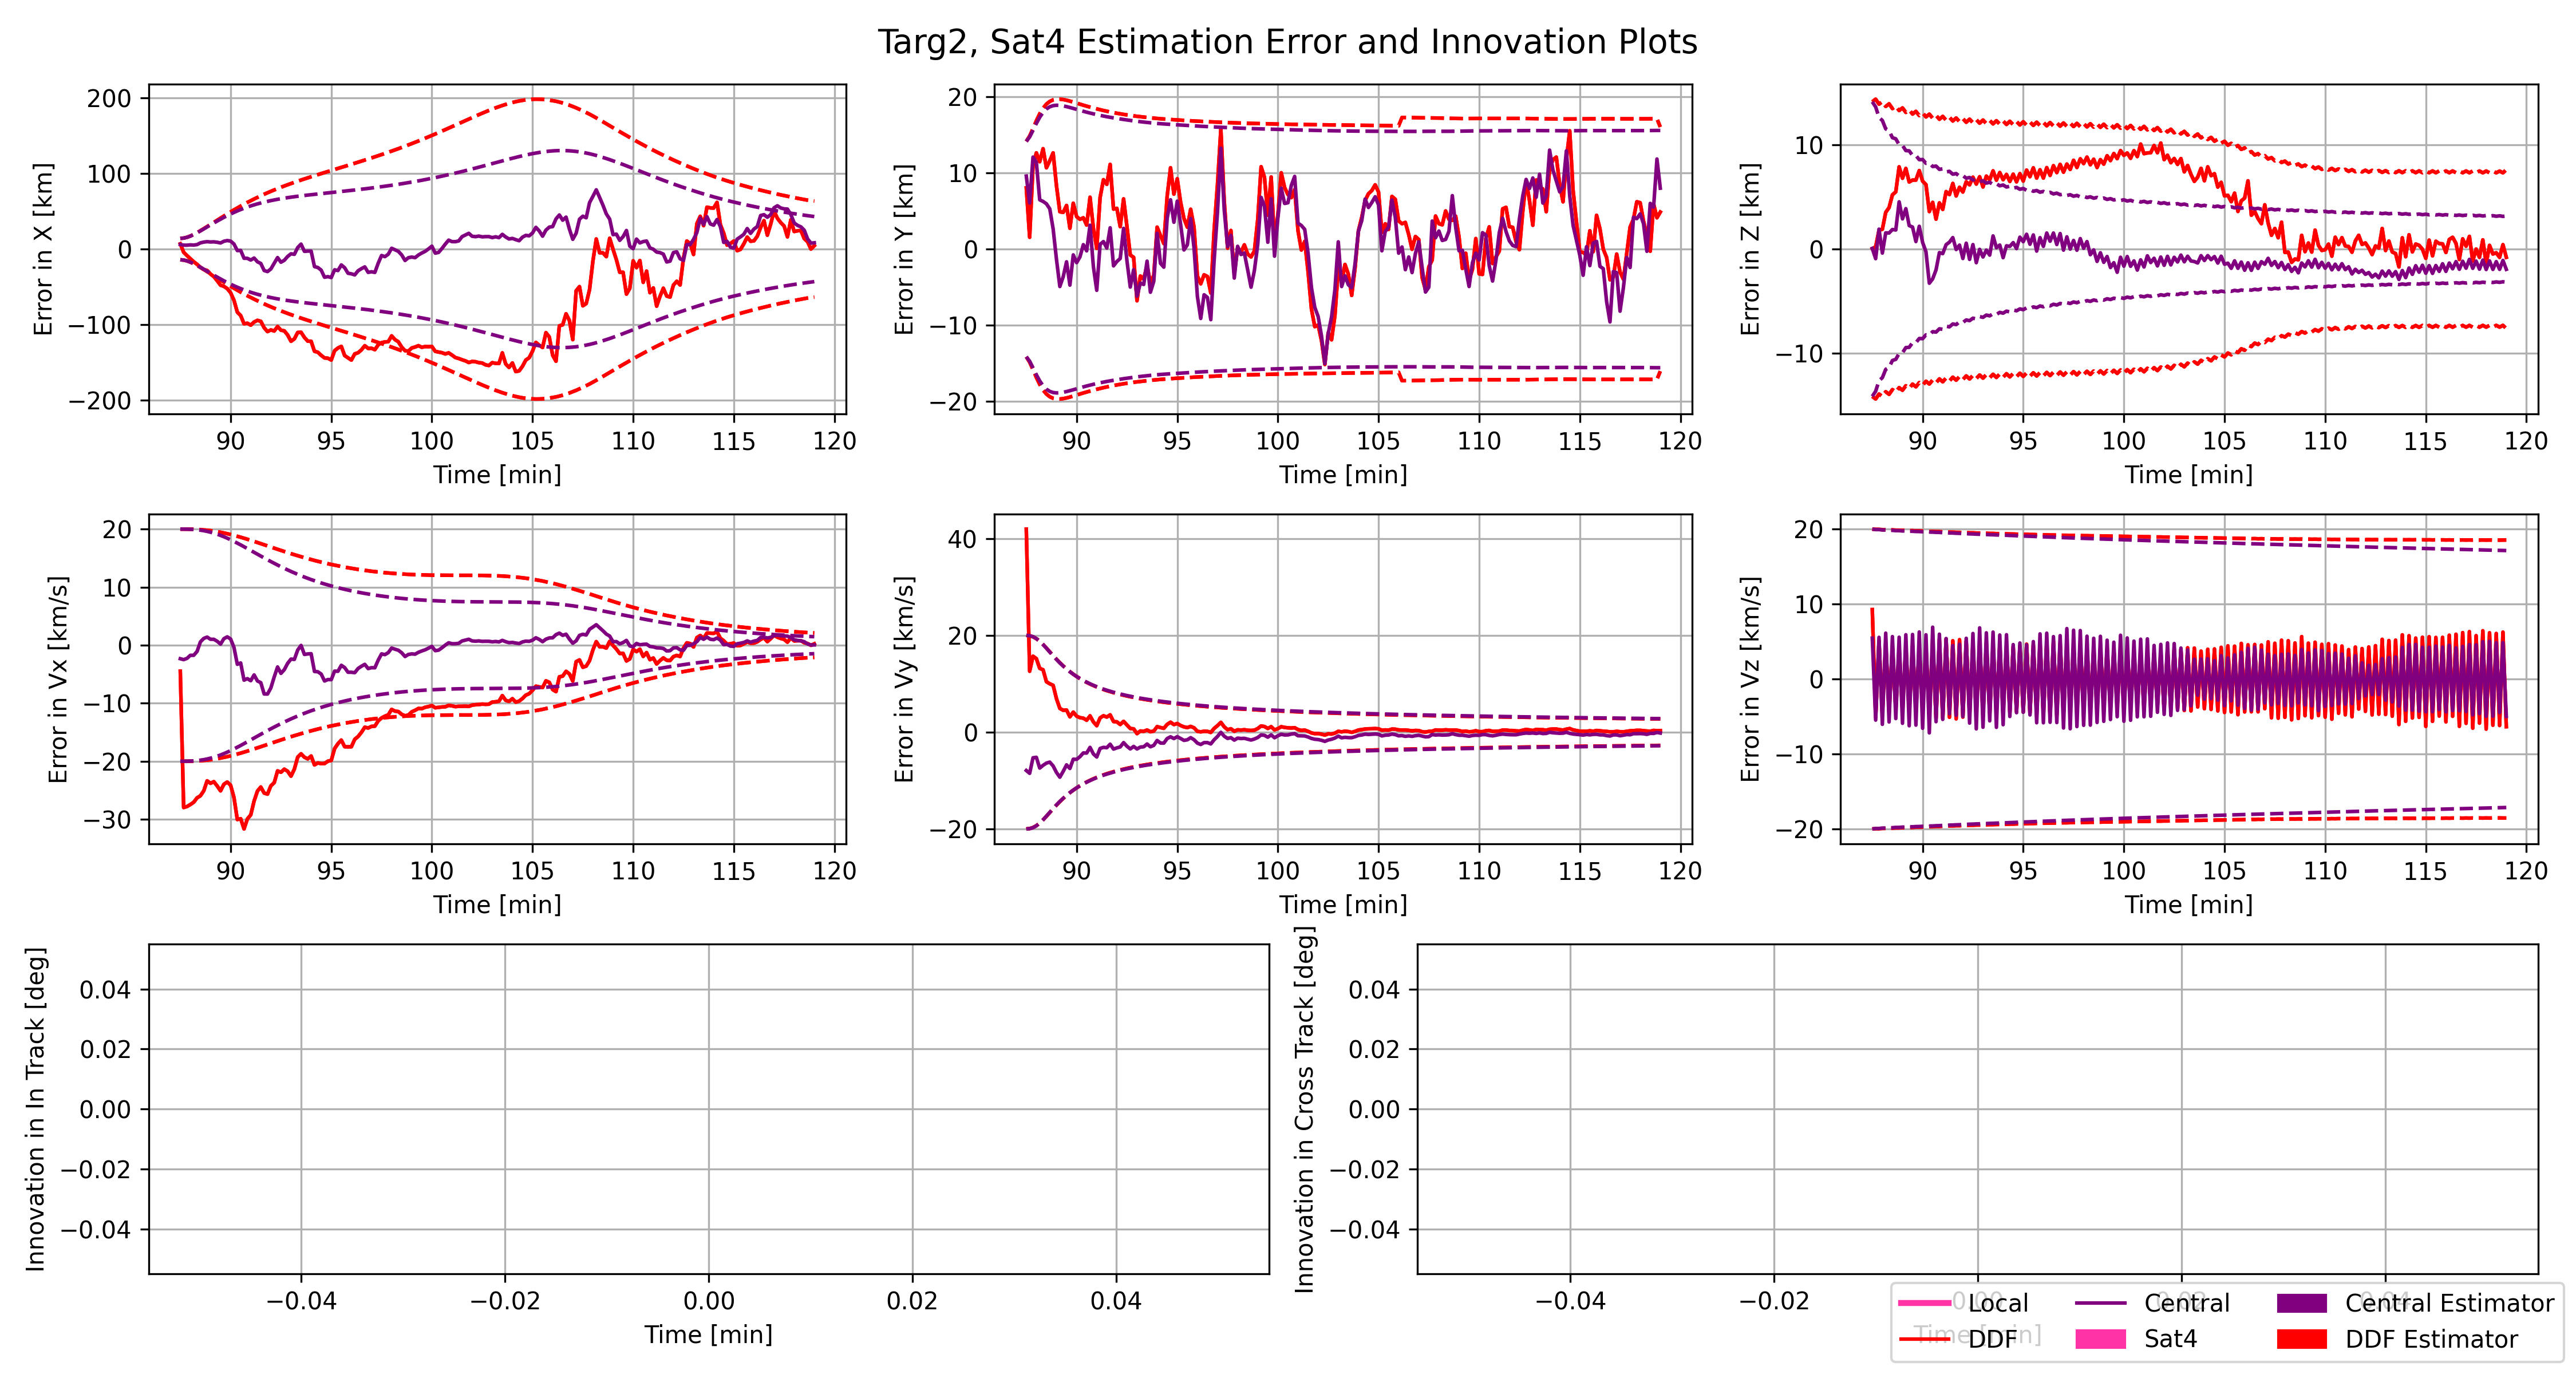 Targ2, Sat4 Estimation Error and Innovation Plots
Error in X [km]
200
100
0
−100
−200
90 95 100 105 110 115 120
Time [min]
Error in Y [km]
20
10
0
−10
−20
90 95 100 105 110 115 120
Time [min]
Error in Z [km]
10
0
−10
90 95 100 105 110 115 120
Time [min]
Error in Vx [km/s]
20
10
0
−10
−20
−30
90 95 100 105 110 115 120
Time [min]
Error in Vy [km/s]
40
20
0
−20
90 95 100 105 110 115 120
Time [min]
Error in Vz [km/s]
20
10
0
−10
−20
90 95 100 105 110 115 120
Time [min]
Innovation in In Track [deg]
0.04
0.02
0.00
−0.02
−0.04
−0.04 −0.02 0.00 0.02 0.04
Time [min]
Innovation in Cross Track [deg]
0.04
0.02
0.00
−0.02
−0.04
−0.04 −0.02 0.00 0.02 0.04
Time [min]
Local Central Central Estimator
DDF Sat4 DDF Estimator